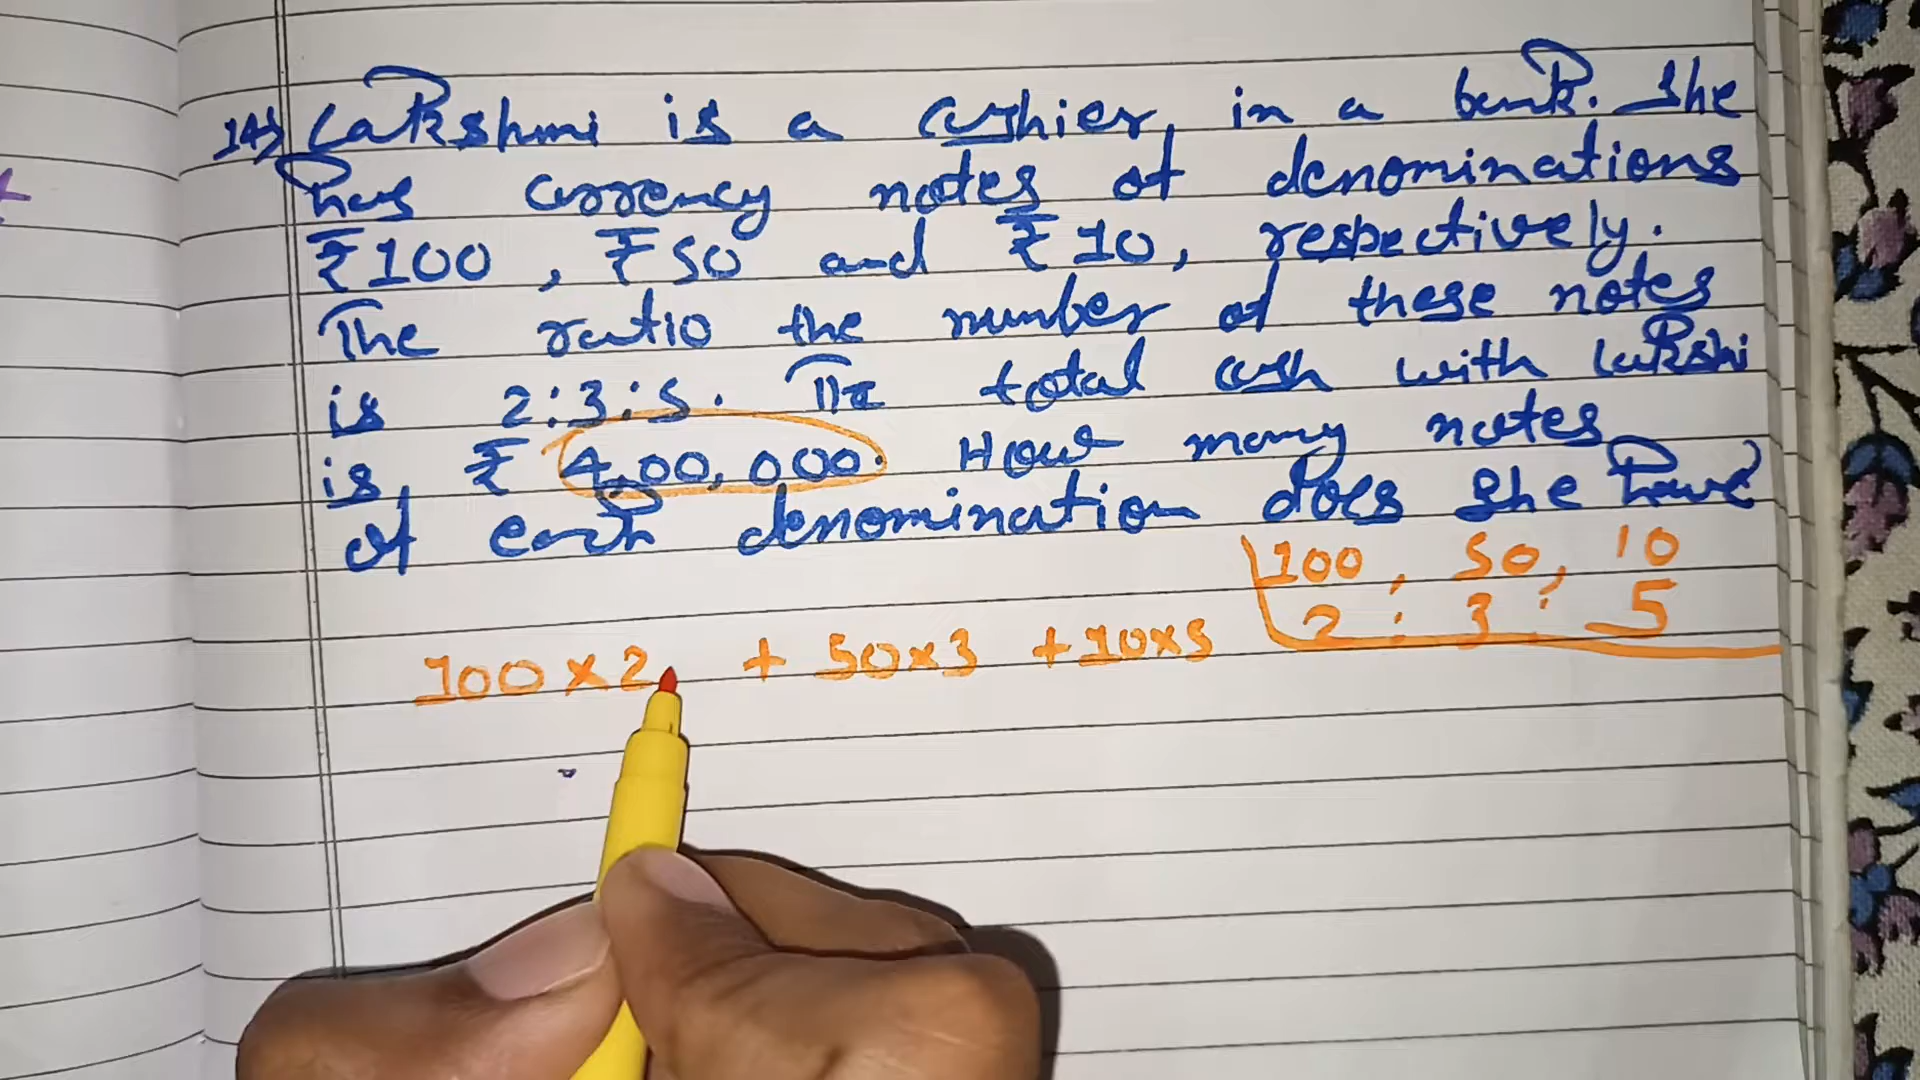 14) Lakshmi is a cashier, in a bank. She
has currency notes of denominations
₹100, ₹50 and ₹10, respectively.
The ratio the number of these notes
is 2:3:5. The total cash with Lakshmi
is, ₹ 4,00,000. How many notes
of each denomination does she have
100, 50, 10
2 : 3 : 5
100 × 2 + 50×3 + 10×5